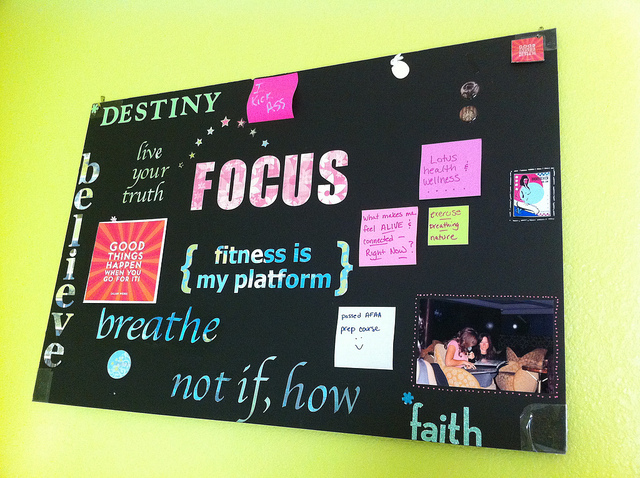 DESTINY
I
Kick
ASS
live
your
truth
FOCUS
believe
Lotus
health &
wellness
what makes me
feel ALIVE &
connected –
Right Now?
exercise
breathing
nature
GOOD
THINGS
HAPPEN
WHEN YOU
GO FOR IT!
{ fitness is
my platform }
breathe
passed AFAA
prep course
not if, how
faith